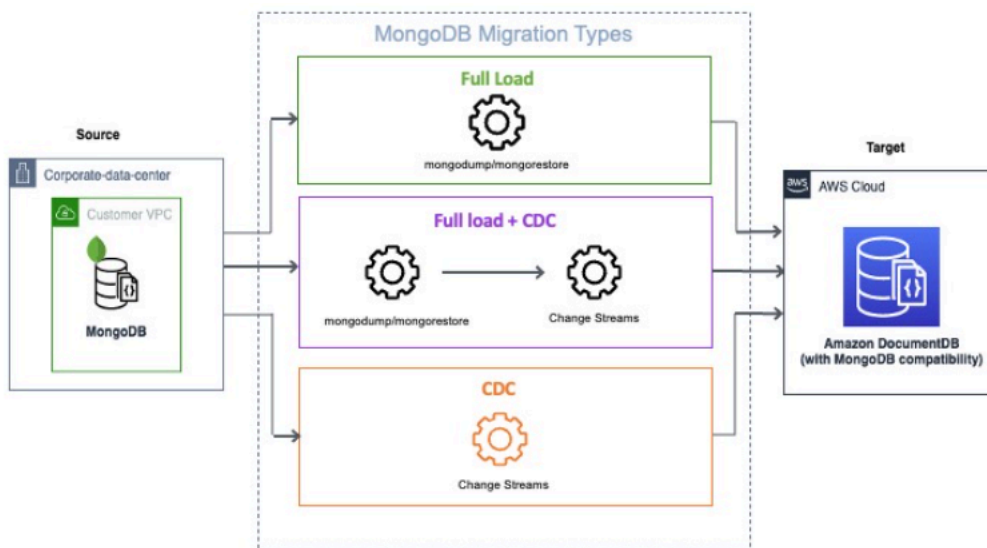 MongoDB Migration Types
Full Load
mongodump/mongorestore
Source
Corporate-data-center
Customer VPC
MongoDB
Full load + CDC
mongodump/mongorestore
Change Streams
CDC
Change Streams
Target
aws
AWS Cloud
{}
Amazon DocumentDB
(with MongoDB compatibility)